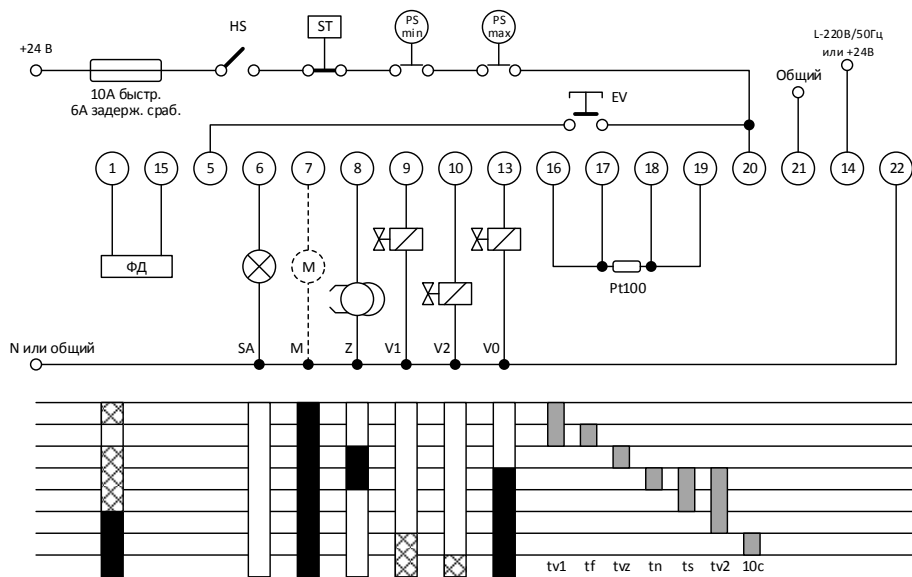 HS
ST
PS
min
PS
max
L-220В/50Гц
или +24В
+24 В
Общий
10А быстр.
6А задерж. сраб.
EV
1
15
5
6
7
8
9
10
13
16
17
18
19
20
21
14
22
ФД
M
Pt100
N или общий
SA
M
Z
V1
V2
V0
tv1
tf
tvz
tn
ts
tv2
10с